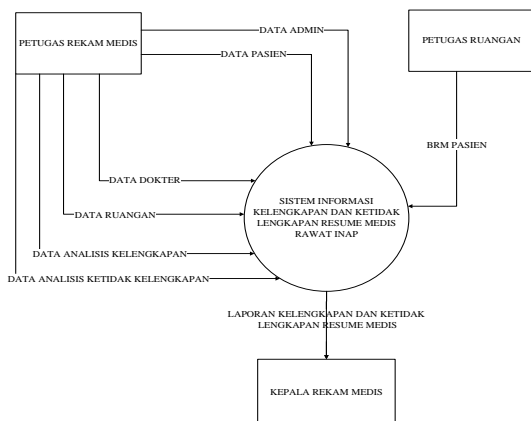 DATA ADMIN
PETUGAS REKAM MEDIS
PETUGAS RUANGAN
DATA PASIEN
BRM PASIEN
DATA DOKTER
SISTEM INFORMASI
KELENGKAPAN DAN KETIDAK
LENGKAPAN RESUME MEDIS
RAWAT INAP
DATA RUANGAN
DATA ANALISIS KELENGKAPAN
DATA ANALISIS KETIDAK KELENGKAPAN
LAPORAN KELENGKAPAN DAN KETIDAK
LENGKAPAN RESUME MEDIS
KEPALA REKAM MEDIS